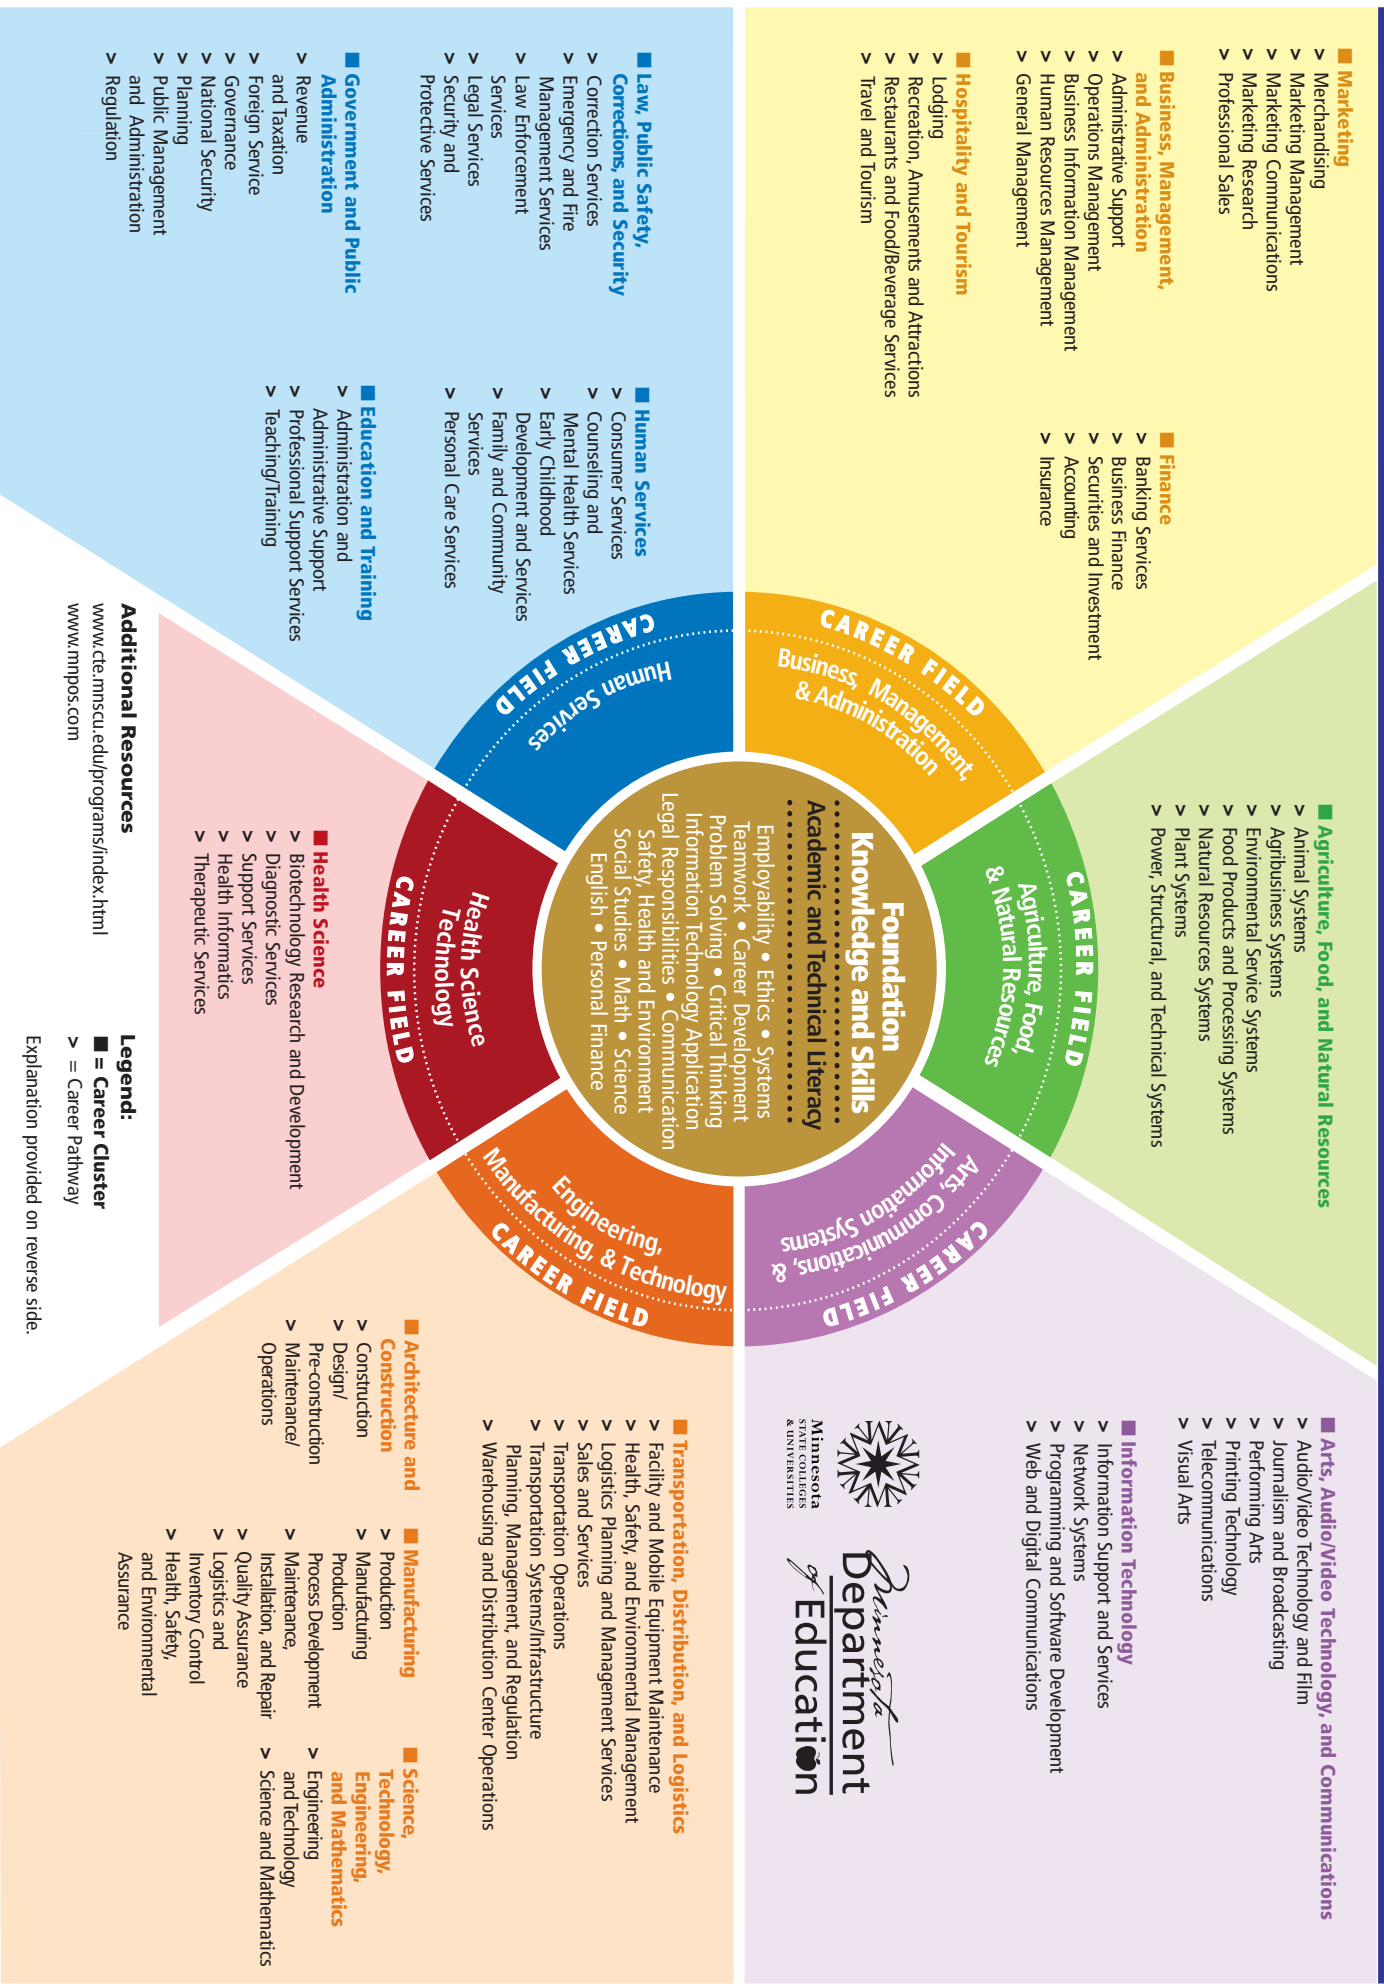 ■ Marketing
> Merchandising
> Marketing Management
> Marketing Communications
> Marketing Research
> Professional Sales
■ Business, Management,
and Administration
> Administrative Support
> Operations Management
> Business Information Management
> Human Resources Management
> General Management
■ Finance
> Banking Services
> Business Finance
> Securities and Investment
> Accounting
> Insurance
■ Hospitality and Tourism
> Lodging
> Recreation, Amusements and Attractions
> Restaurants and Food/Beverage Services
> Travel and Tourism
CAREER FIELD
Business, Management,
& Administration
■ Agriculture, Food, and Natural Resources
> Animal Systems
> Agribusiness Systems
> Environmental Service Systems
> Food Products and Processing Systems
> Natural Resources Systems
> Plant Systems
> Power, Structural, and Technical Systems
CAREER FIELD
Agriculture, Food,
& Natural Resources
■ Arts, Audio/Video Technology, and Communications
> Audio/Video Technology and Film
> Journalism and Broadcasting
> Performing Arts
> Printing Technology
> Telecommunications
> Visual Arts
■ Information Technology
> Information Support and Services
> Network Systems
> Programming and Software Development
> Web and Digital Communications
CAREER FIELD
Arts, Communications, &
Information Systems
Minnesota
STATE COLLEGES
& UNIVERSITIES
Minnesota
Department
of Education
Foundation
Knowledge and Skills
Academic and Technical Literacy
Employability • Ethics • Systems
Teamwork • Career Development
Problem Solving • Critical Thinking
Information Technology Application
Legal Responsibilities • Communication
Safety, Health and Environment
Social Studies • Math • Science
English • Personal Finance
■ Law, Public Safety,
Corrections, and Security
> Correction Services
> Emergency and Fire
Management Services
> Law Enforcement
Services
> Legal Services
> Security and
Protective Services
■ Human Services
> Consumer Services
> Counseling and
Mental Health Services
> Early Childhood
Development and Services
> Family and Community
Services
> Personal Care Services
■ Government and Public
Administration
> Revenue
and Taxation
> Foreign Service
> Governance
> National Security
> Planning
> Public Management
and Administration
> Regulation
■ Education and Training
> Administration and
Administrative Support
> Professional Support Services
> Teaching/Training
CAREER FIELD
Human Services
Health Science
Technology
CAREER FIELD
■ Health Science
> Biotechnology Research and Development
> Diagnostic Services
> Support Services
> Health Informatics
> Therapeutic Services
Engineering,
Manufacturing, & Technology
CAREER FIELD
■ Transportation, Distribution, and Logistics
> Facility and Mobile Equipment Maintenance
> Health, Safety, and Environmental Management
> Logistics Planning and Management Services
> Sales and Services
> Transportation Operations
> Transportation Systems/Infrastructure
Planning, Management, and Regulation
> Warehousing and Distribution Center Operations
■ Architecture and
Construction
> Construction
> Design/
Pre-construction
> Maintenance/
Operations
■ Manufacturing
> Production
> Manufacturing
Production
Process Development
> Maintenance,
Installation, and Repair
> Quality Assurance
> Logistics and
Inventory Control
> Health, Safety,
and Environmental
Assurance
■ Science,
Technology,
Engineering,
and Mathematics
> Engineering
and Technology
> Science and Mathematics
Additional Resources
www.cte.mnscu.edu/programs/index.html
www.mnpos.com
Legend:
■ = Career Cluster
> = Career Pathway
Explanation provided on reverse side.